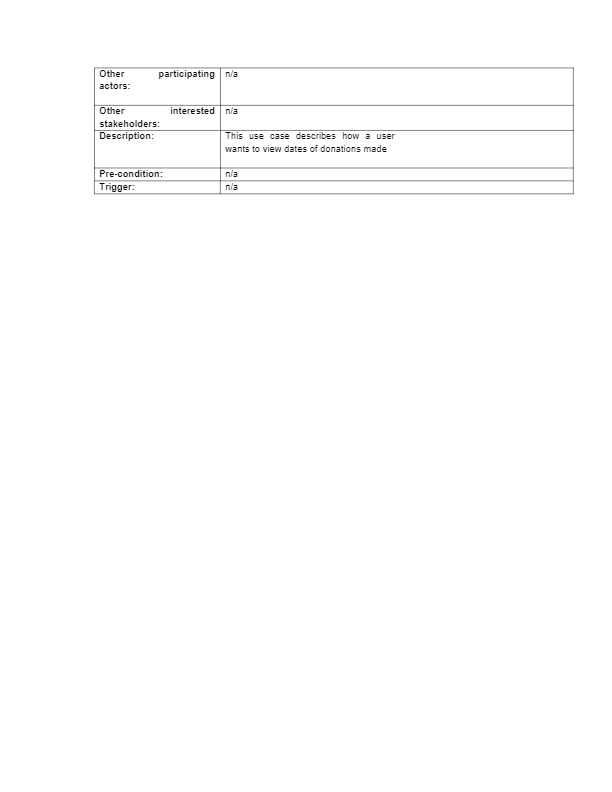 Other participating n/a
actors:
Other interested n/a
stakeholders:
Description: This use case describes how a user
wants to view dates of donations made
Pre-condition: n/a
Trigger: n/a